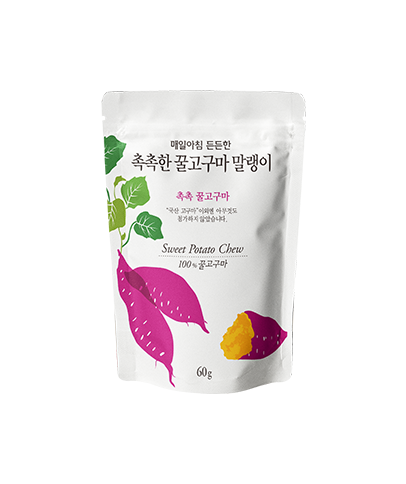 매일아침 든든한
촉촉한 꿀고구마 말랭이
촉촉 꿀고구마
"국산 고구마"이외엔 아무것도
첨가하지 않았습니다.
Sweet Potato Chew
100% 꿀고구마
60g